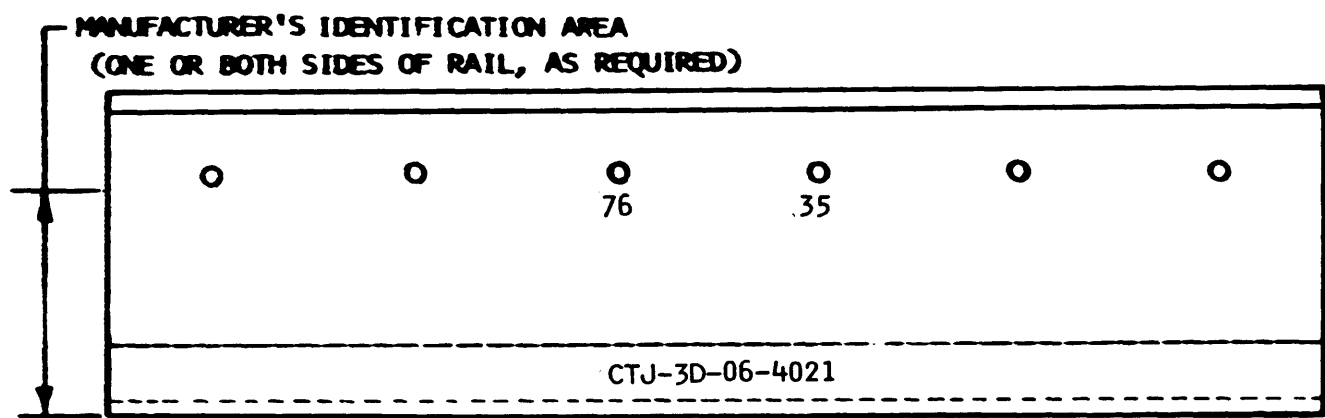 MANUFACTURER'S IDENTIFICATION AREA
(ONE OR BOTH SIDES OF RAIL, AS REQUIRED)
76 .35
CTJ-3D-06-4021